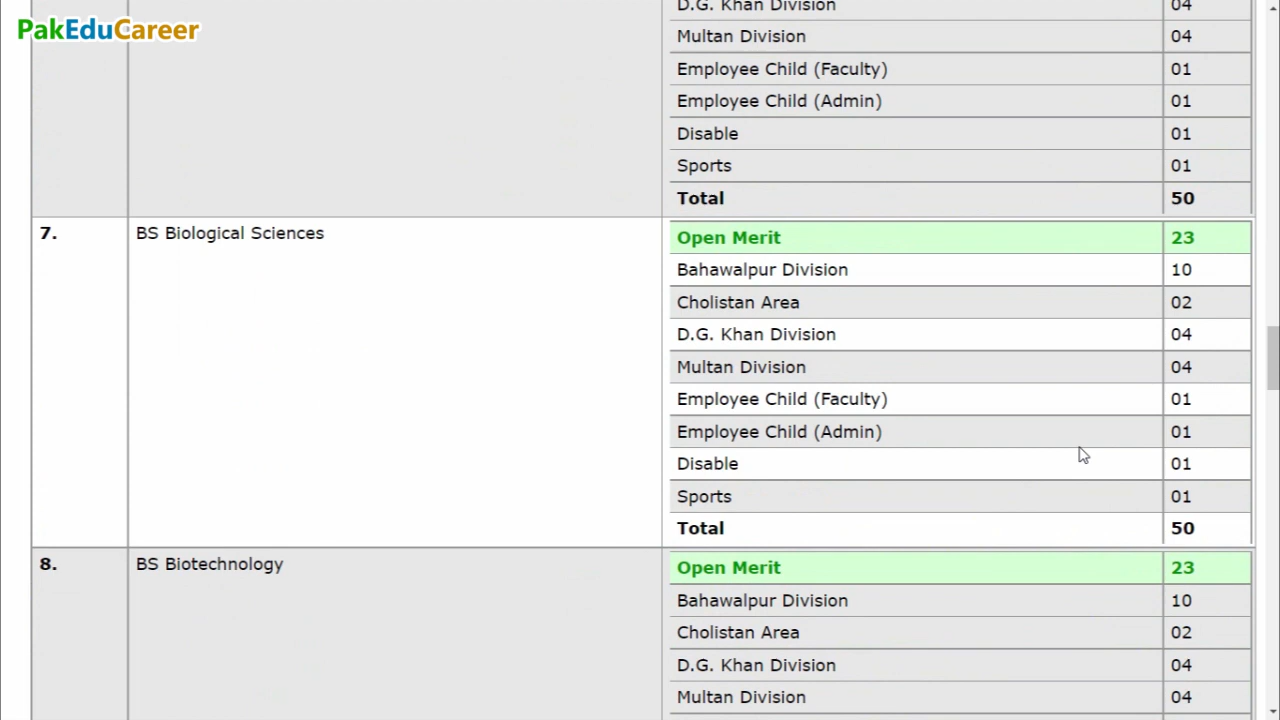 D.G. Khan Division 04
PakEduCareer
Multan Division 04
Employee Child (Faculty) 01
Employee Child (Admin) 01
Disable 01
Sports 01
Total 50
7. BS Biological Sciences Open Merit 23
Bahawalpur Division 10
Cholistan Area 02
D.G. Khan Division 04
Multan Division 04
Employee Child (Faculty) 01
Employee Child (Admin) 01
Disable 01
Sports 01
Total 50
8. BS Biotechnology Open Merit 23
Bahawalpur Division 10
Cholistan Area 02
D.G. Khan Division 04
Multan Division 04